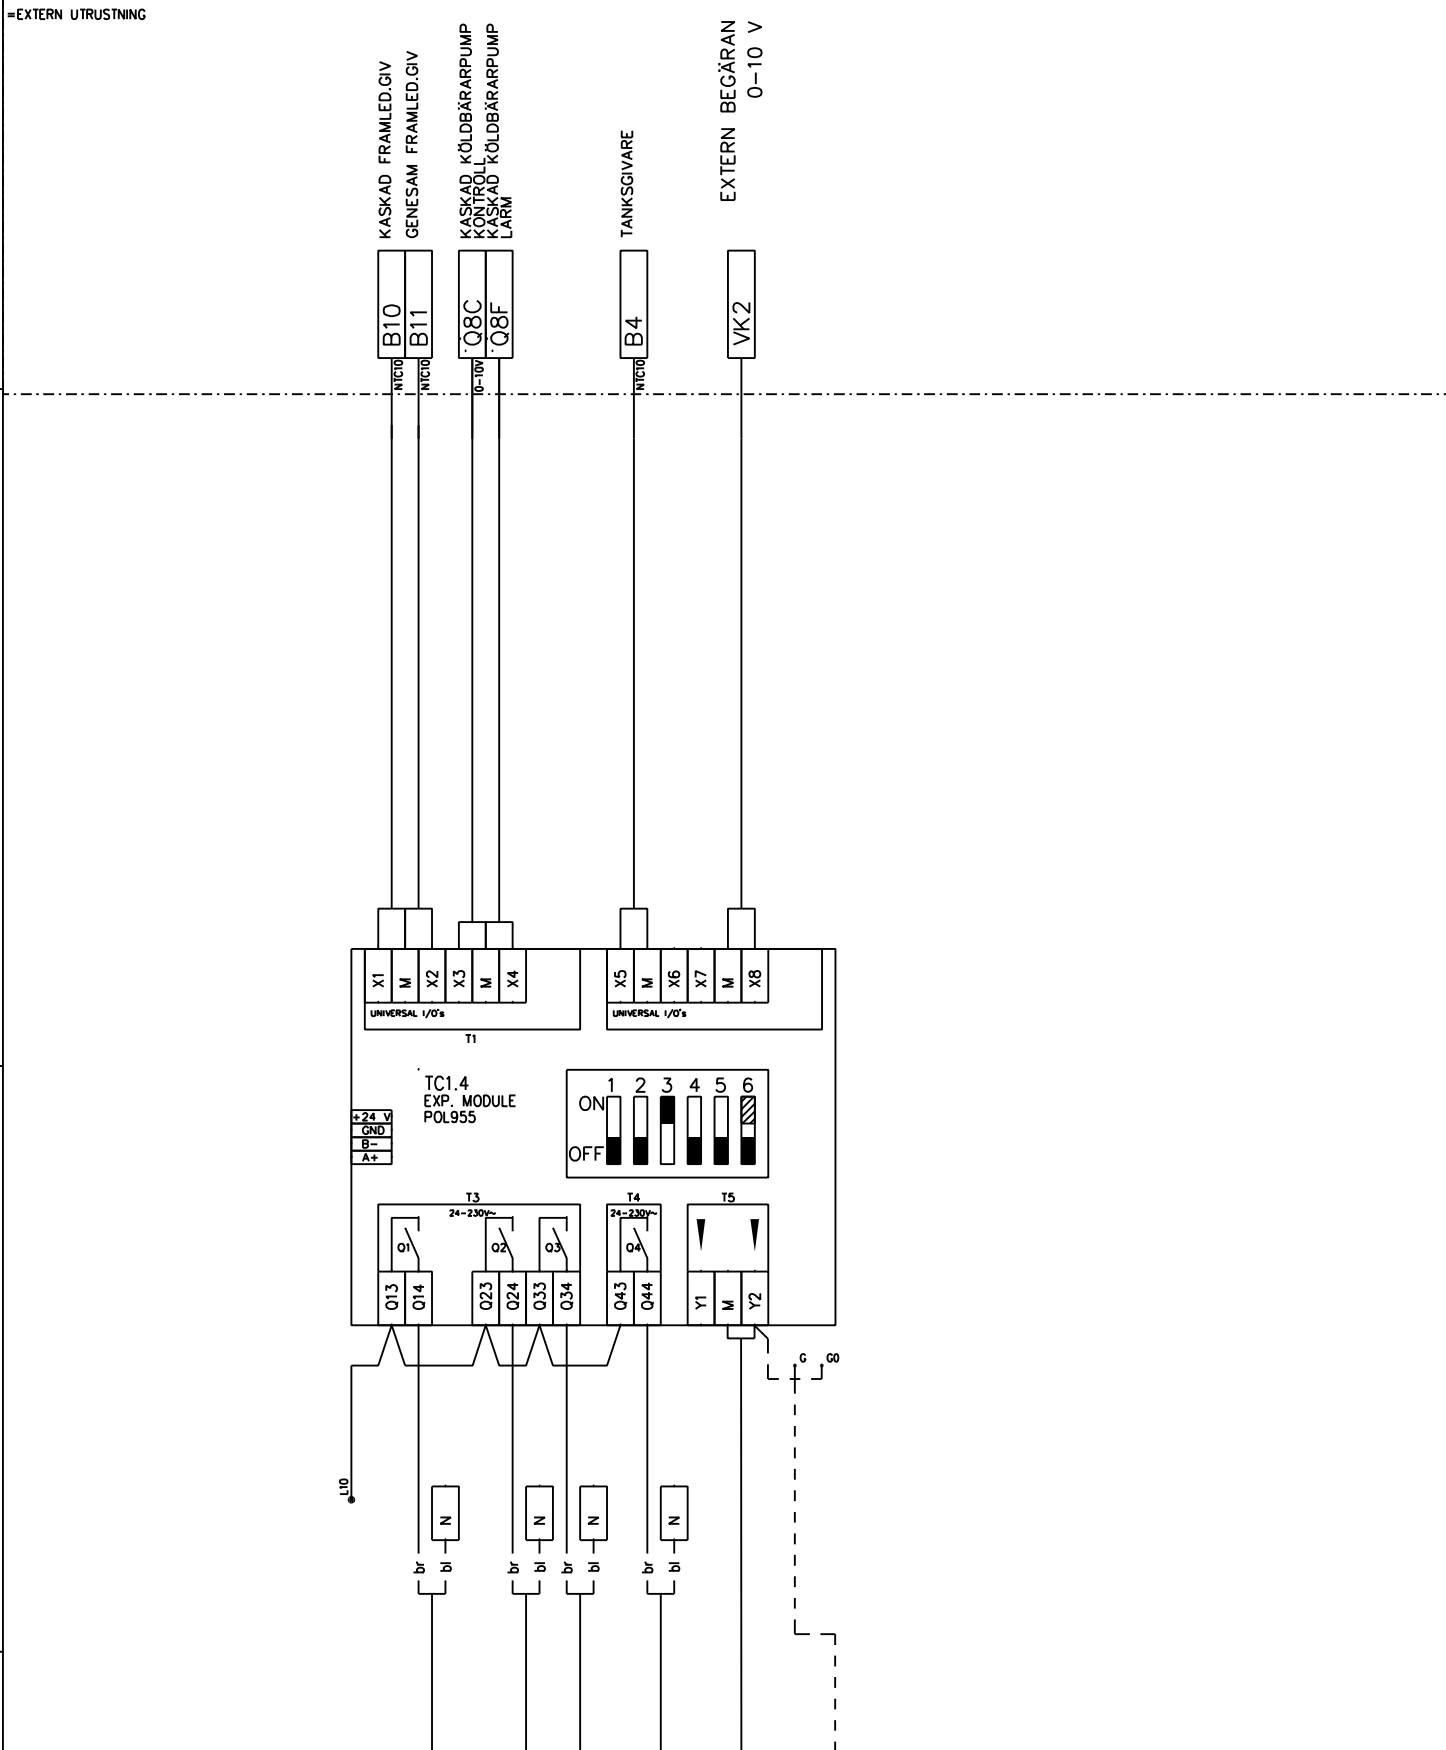 =EXTERN UTRUSTNING
KASKAD FRAMLED.GIV
GENESAM FRAMLED.GIV
KASKAD KÖLDBÄRARPUMP
KONTROLL
KASKAD KÖLDBÄRARPUMP
LARM
TANKSGIVARE
EXTERN BEGÄRAN
0-10 V
B10
B11
Q8C
Q8F
B4
VK2
NTC10
NTC10
0-10V
NTC10
X1
M
X2
X3
M
X4
X5
M
X6
X7
M
X8
UNIVERSAL I/O's
UNIVERSAL I/O's
T1
TC1.4
EXP. MODULE
POL955
1 2 3 4 5 6
ON
OFF
+24 V
GND
B-
A+
T3
T4
T5
24-230V~
24-230V~
Q1
Q2
Q3
Q4
Q13
Q14
Q23
Q24
Q33
Q34
Q43
Q44
Y1
M
Y2
G
G0
L10
N
N
N
N
br
bl
br
bl
br
bl
br
bl